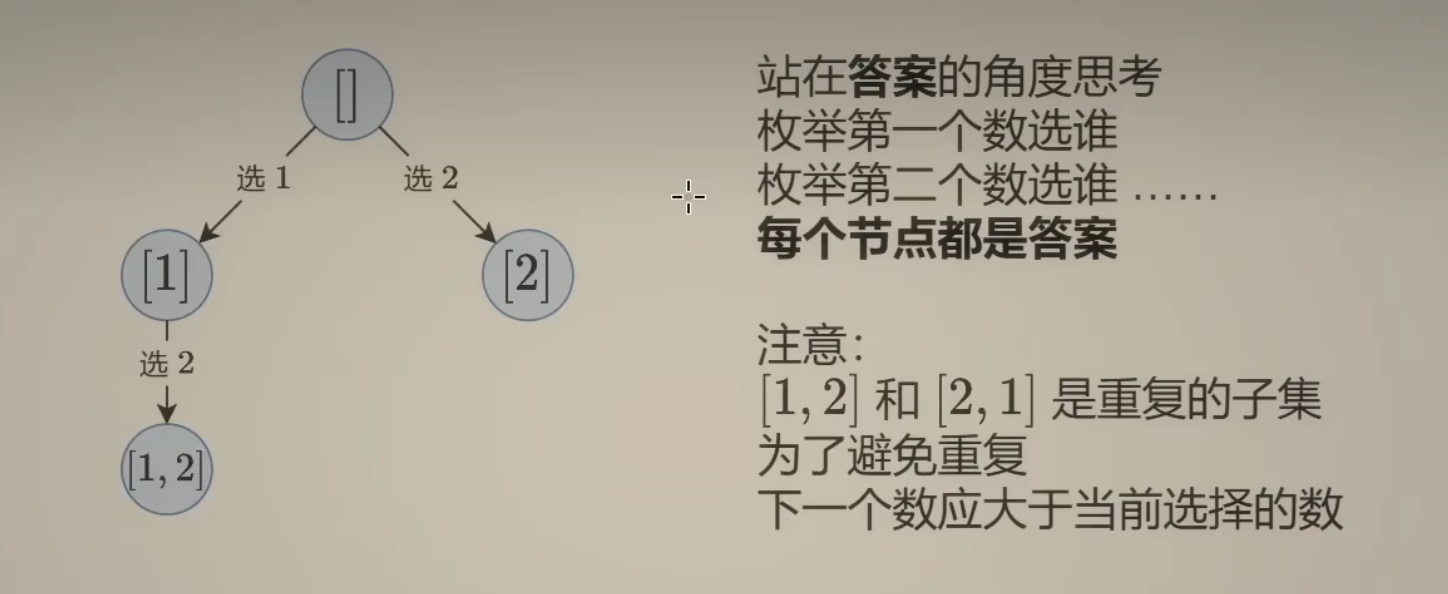 []
选 1
选 2
[1]
[2]
选 2
[1, 2]
站在答案的角度思考
枚举第一个数选谁
枚举第二个数选谁 ……
每个节点都是答案
注意：
[1, 2] 和 [2, 1] 是重复的子集
为了避免重复
下一个数应大于当前选择的数